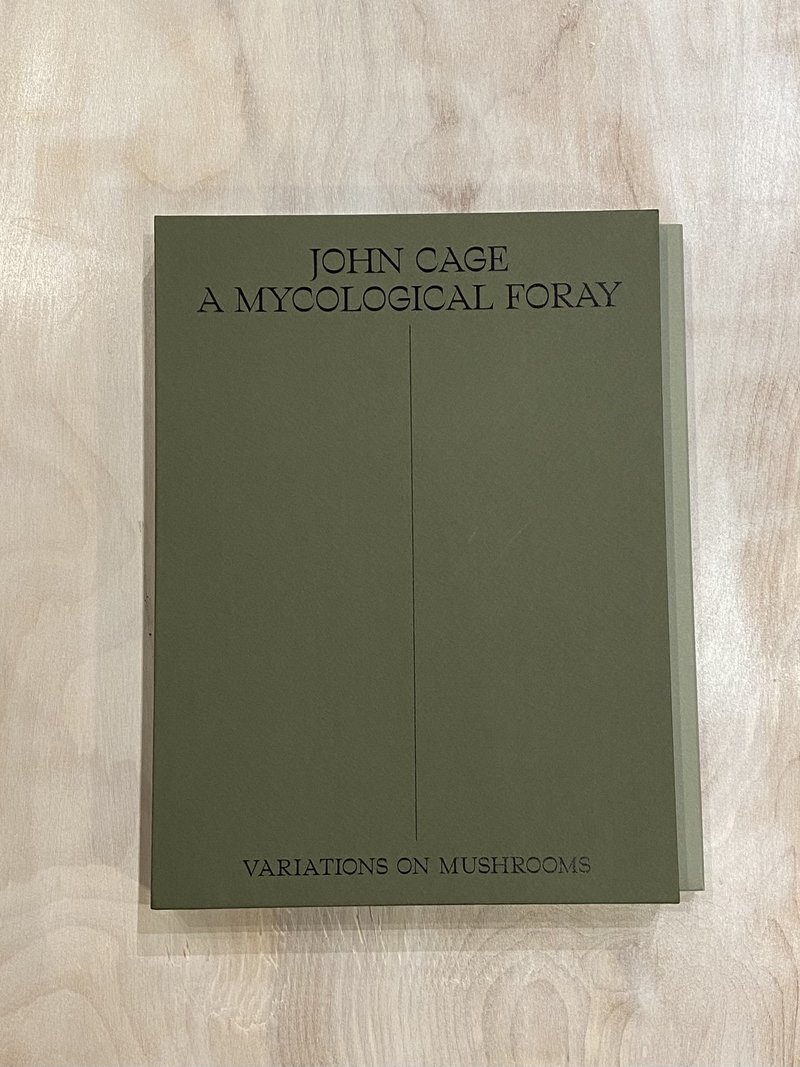 JOHN CAGE
A MYCOLOGICAL FORAY
VARIATIONS ON MUSHROOMS